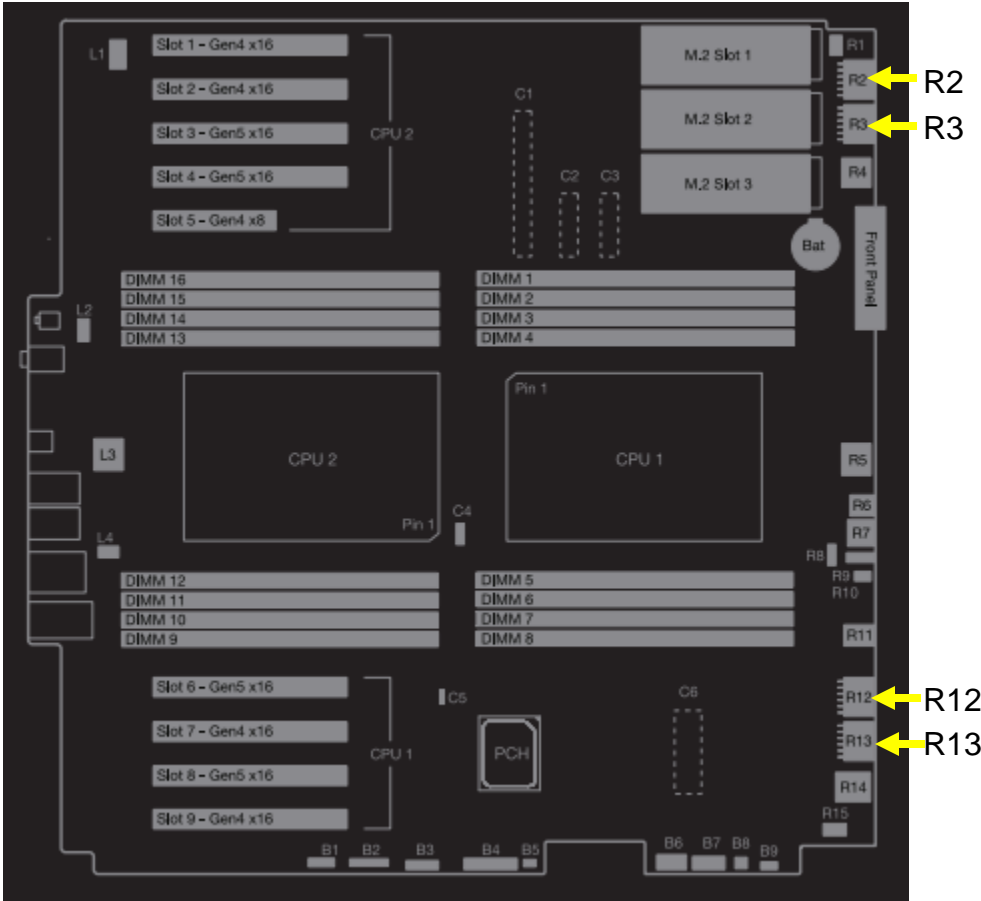 Slot 1 - Gen4 x16
L1
M.2 Slot 1
R1
R2
R2
Slot 2 - Gen4 x16
C1
M.2 Slot 2
R3
R3
Slot 3 - Gen5 x16
CPU 2
Slot 4 - Gen5 x16
C2
C3
M.2 Slot 3
R4
Slot 5 - Gen4 x8
Bat
Front Panel
DIMM 16
DIMM 15
DIMM 14
DIMM 13
DIMM 1
DIMM 2
DIMM 3
DIMM 4
L2
Pin 1
L3
CPU 2
CPU 1
R5
Pin 1
C4
R6
R7
L4
R8
R9
R10
DIMM 12
DIMM 11
DIMM 10
DIMM 9
DIMM 5
DIMM 6
DIMM 7
DIMM 8
R11
Slot 6 - Gen5 x16
C5
C6
R12
R12
Slot 7 - Gen4 x16
CPU 1
PCH
R13
R13
Slot 8 - Gen5 x16
R14
Slot 9 - Gen4 x16
R15
B1
B2
B3
B4
B5
B6
B7
B8
B9